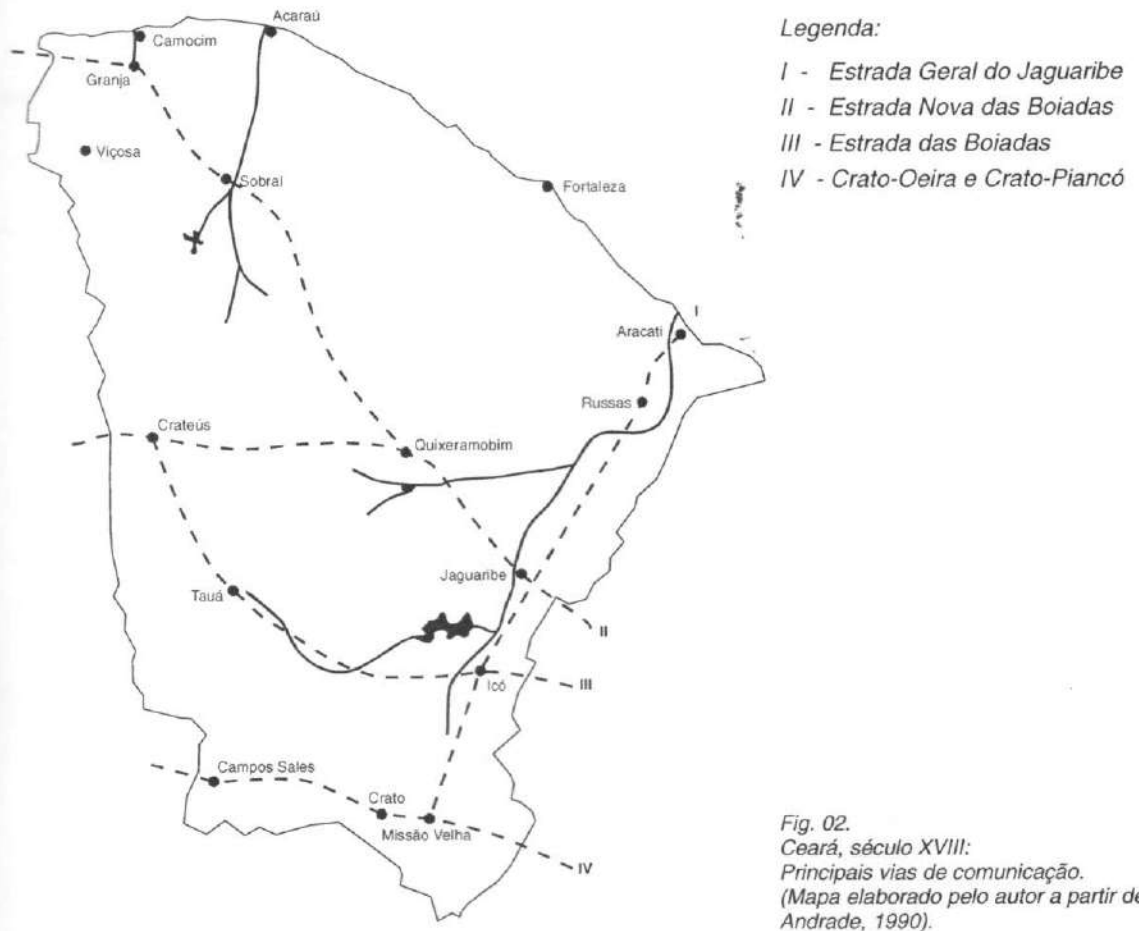 Acaraú
Camocim
Granja
Viçosa
Sobral
Fortaleza
I
Aracati
Russas
Crateús
Quixeramobim
Jaguaribe
Tauá
II
Icó
III
Campos Sales
Crato
Missão Velha
IV
Legenda:
I - Estrada Geral do Jaguaribe
II - Estrada Nova das Boiadas
III - Estrada das Boiadas
IV - Crato-Oeira e Crato-Piancó
Fig. 02.
Ceará, século XVIII:
Principais vias de comunicação.
(Mapa elaborado pelo autor a partir de
Andrade, 1990).